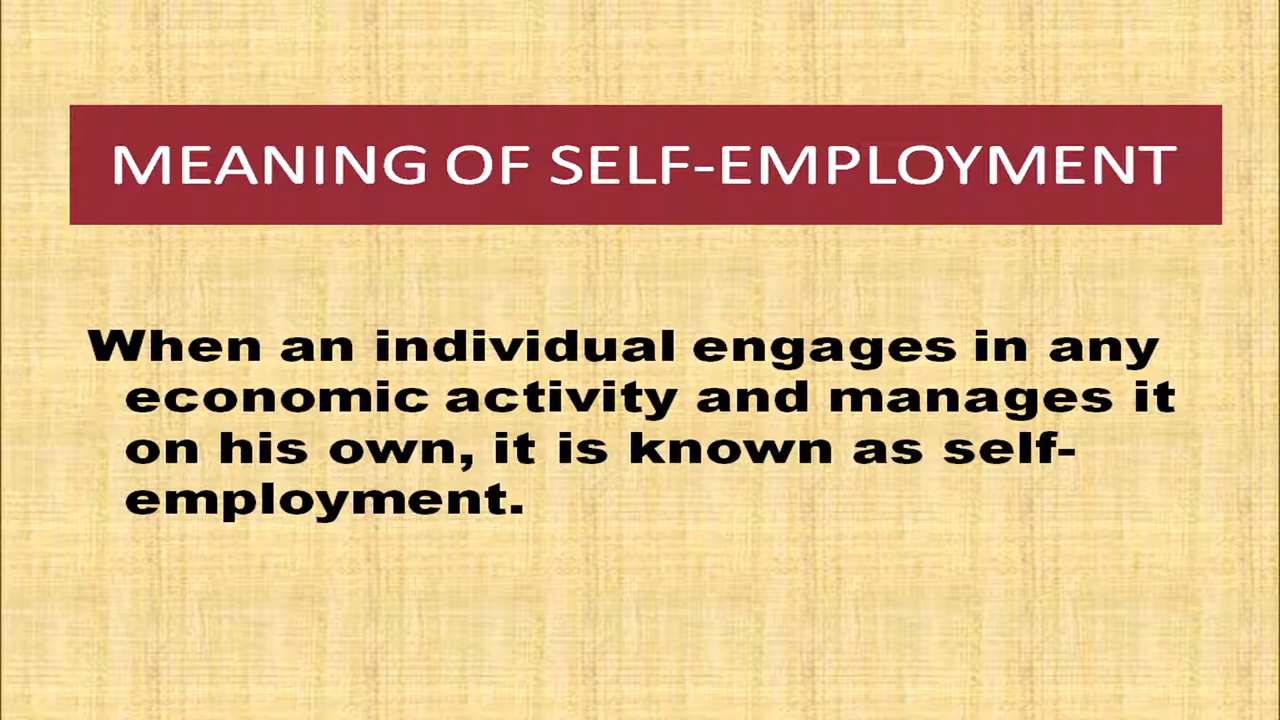 MEANING OF SELF-EMPLOYMENT
When an individual engages in any
economic activity and manages it
on his own, it is known as self-
employment.